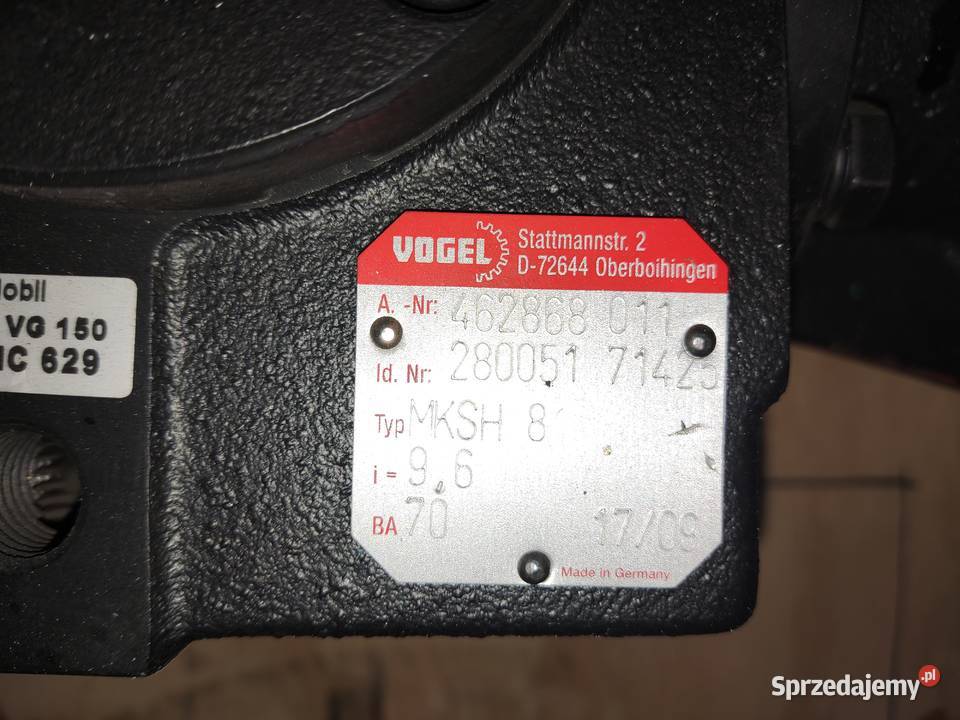 VOGEL
Stattmannstr. 2
D-72644 Oberboihingen
A. -Nr: 462868 011
Id. Nr: 280051 71425
Typ MKSH 8
i = 9,6
BA 70 17/09
Made in Germany
VG 150
629
Sprzedajemy.pl